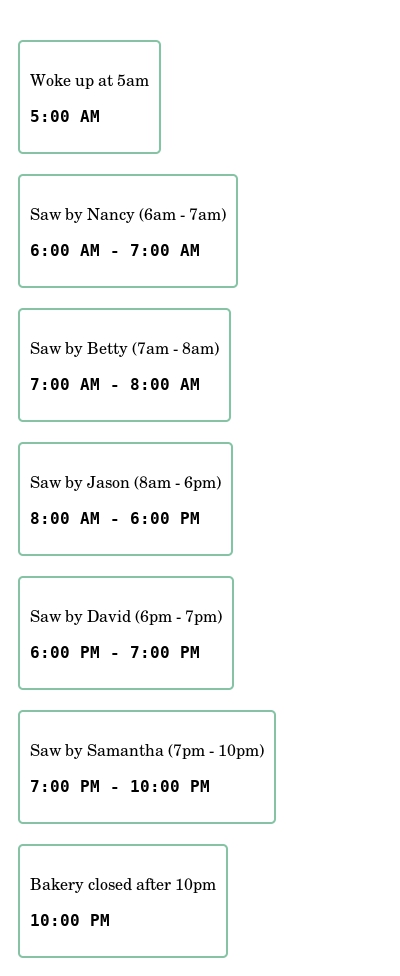 Woke up at 5am
5:00 AM
Saw by Nancy (6am - 7am)
6:00 AM - 7:00 AM
Saw by Betty (7am - 8am)
7:00 AM - 8:00 AM
Saw by Jason (8am - 6pm)
8:00 AM - 6:00 PM
Saw by David (6pm - 7pm)
6:00 PM - 7:00 PM
Saw by Samantha (7pm - 10pm)
7:00 PM - 10:00 PM
Bakery closed after 10pm
10:00 PM